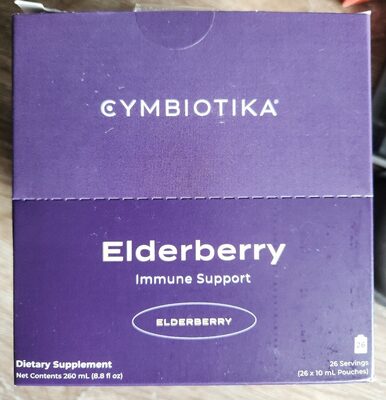 CYMBIOTIKA®
Elderberry
Immune Support
ELDERBERRY
26
Dietary Supplement
Net Contents 260 mL (8.8 fl oz)
26 Servings
(26 x 10 mL Pouches)